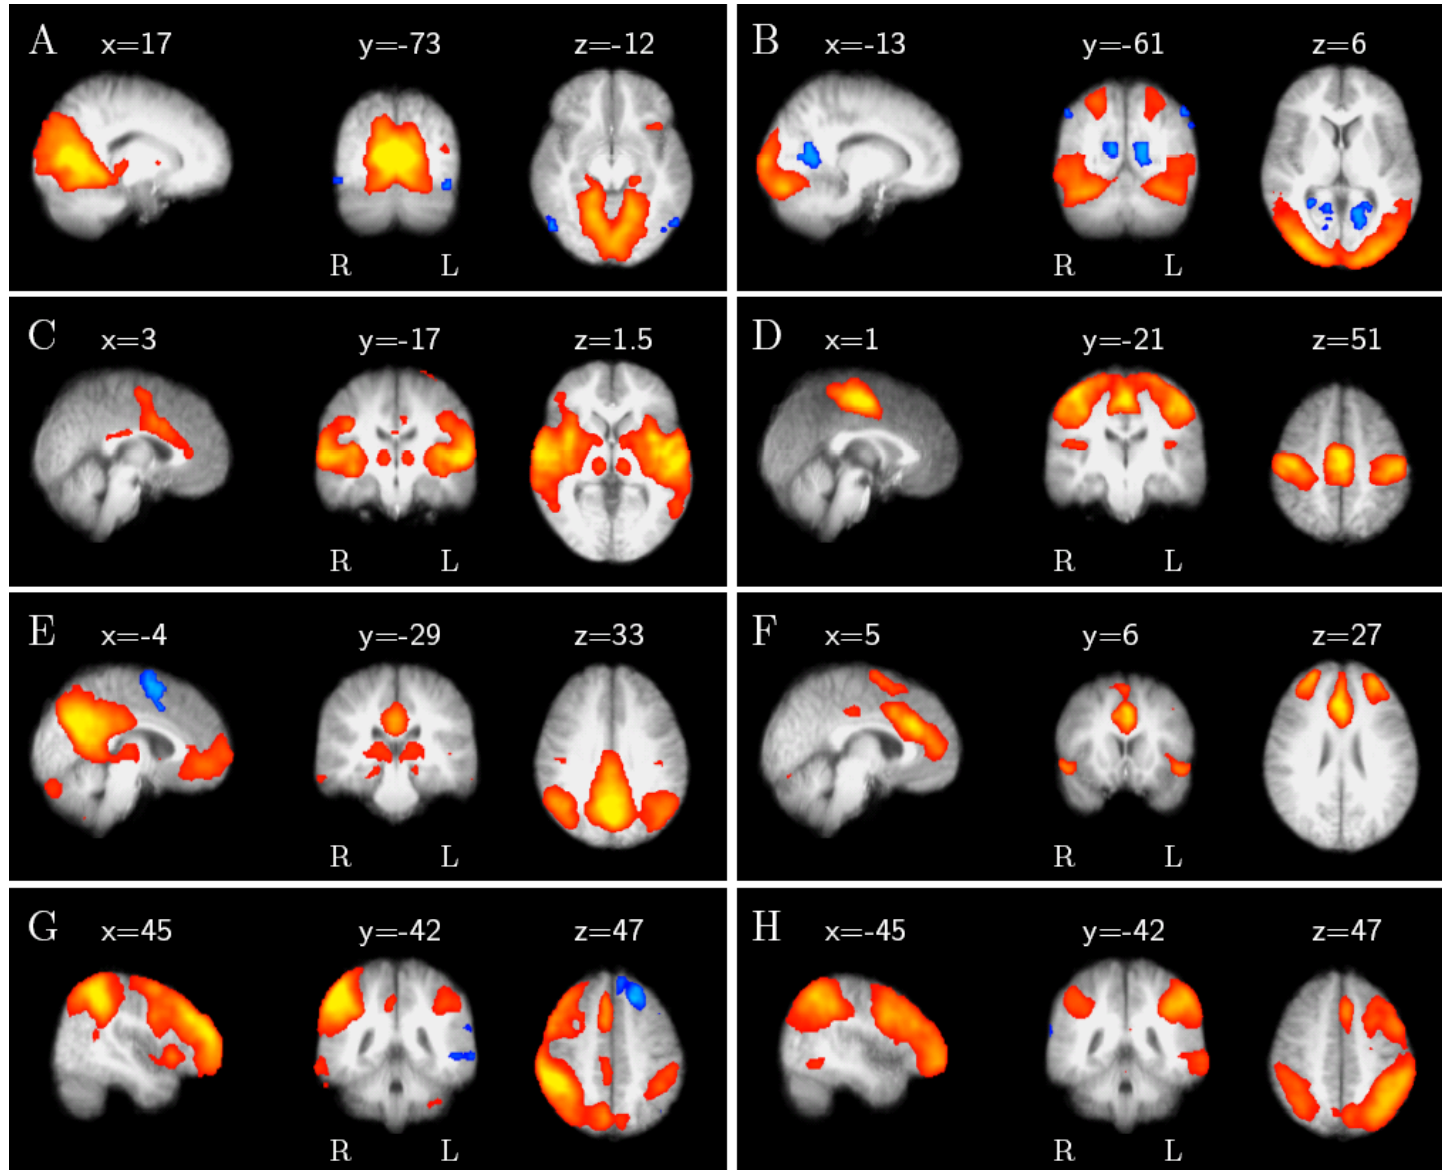 A x=17 y=-73 z=-12
R L
B x=-13 y=-61 z=6
R L
C x=3 y=-17 z=1.5
R L
D x=1 y=-21 z=51
R L
E x=-4 y=-29 z=33
R L
F x=5 y=6 z=27
R L
G x=45 y=-42 z=47
R L
H x=-45 y=-42 z=47
R L